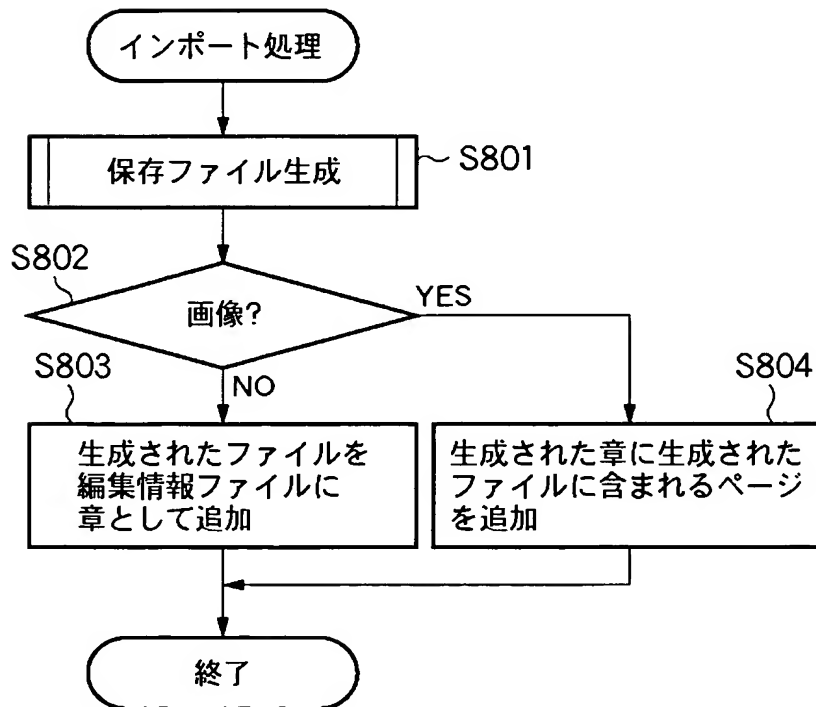 インポート処理
保存ファイル生成
S801
S802
画像?
YES
S803
NO
S804
生成されたファイルを
編集情報ファイルに
章として追加
生成された章に生成された
ファイルに含まれるページ
を追加
終了